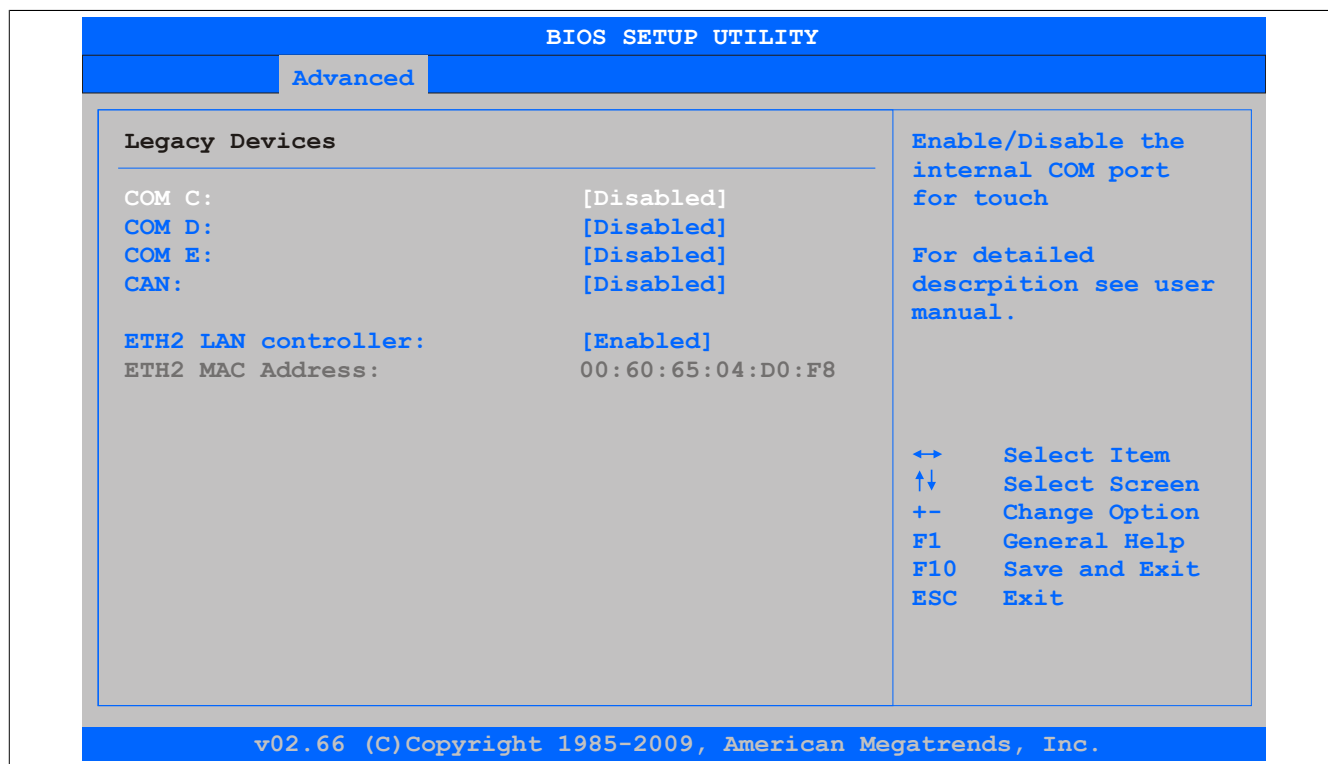 BIOS SETUP UTILITY
Advanced
Legacy Devices
COM C: [Disabled]
COM D: [Disabled]
COM E: [Disabled]
CAN: [Disabled]
ETH2 LAN controller: [Enabled]
ETH2 MAC Address: 00:60:65:04:D0:F8
Enable/Disable the
internal COM port
for touch
For detailed
descrpition see user
manual.
↔ Select Item
↑↓ Select Screen
+- Change Option
F1 General Help
F10 Save and Exit
ESC Exit
v02.66 (C)Copyright 1985-2009, American Megatrends, Inc.